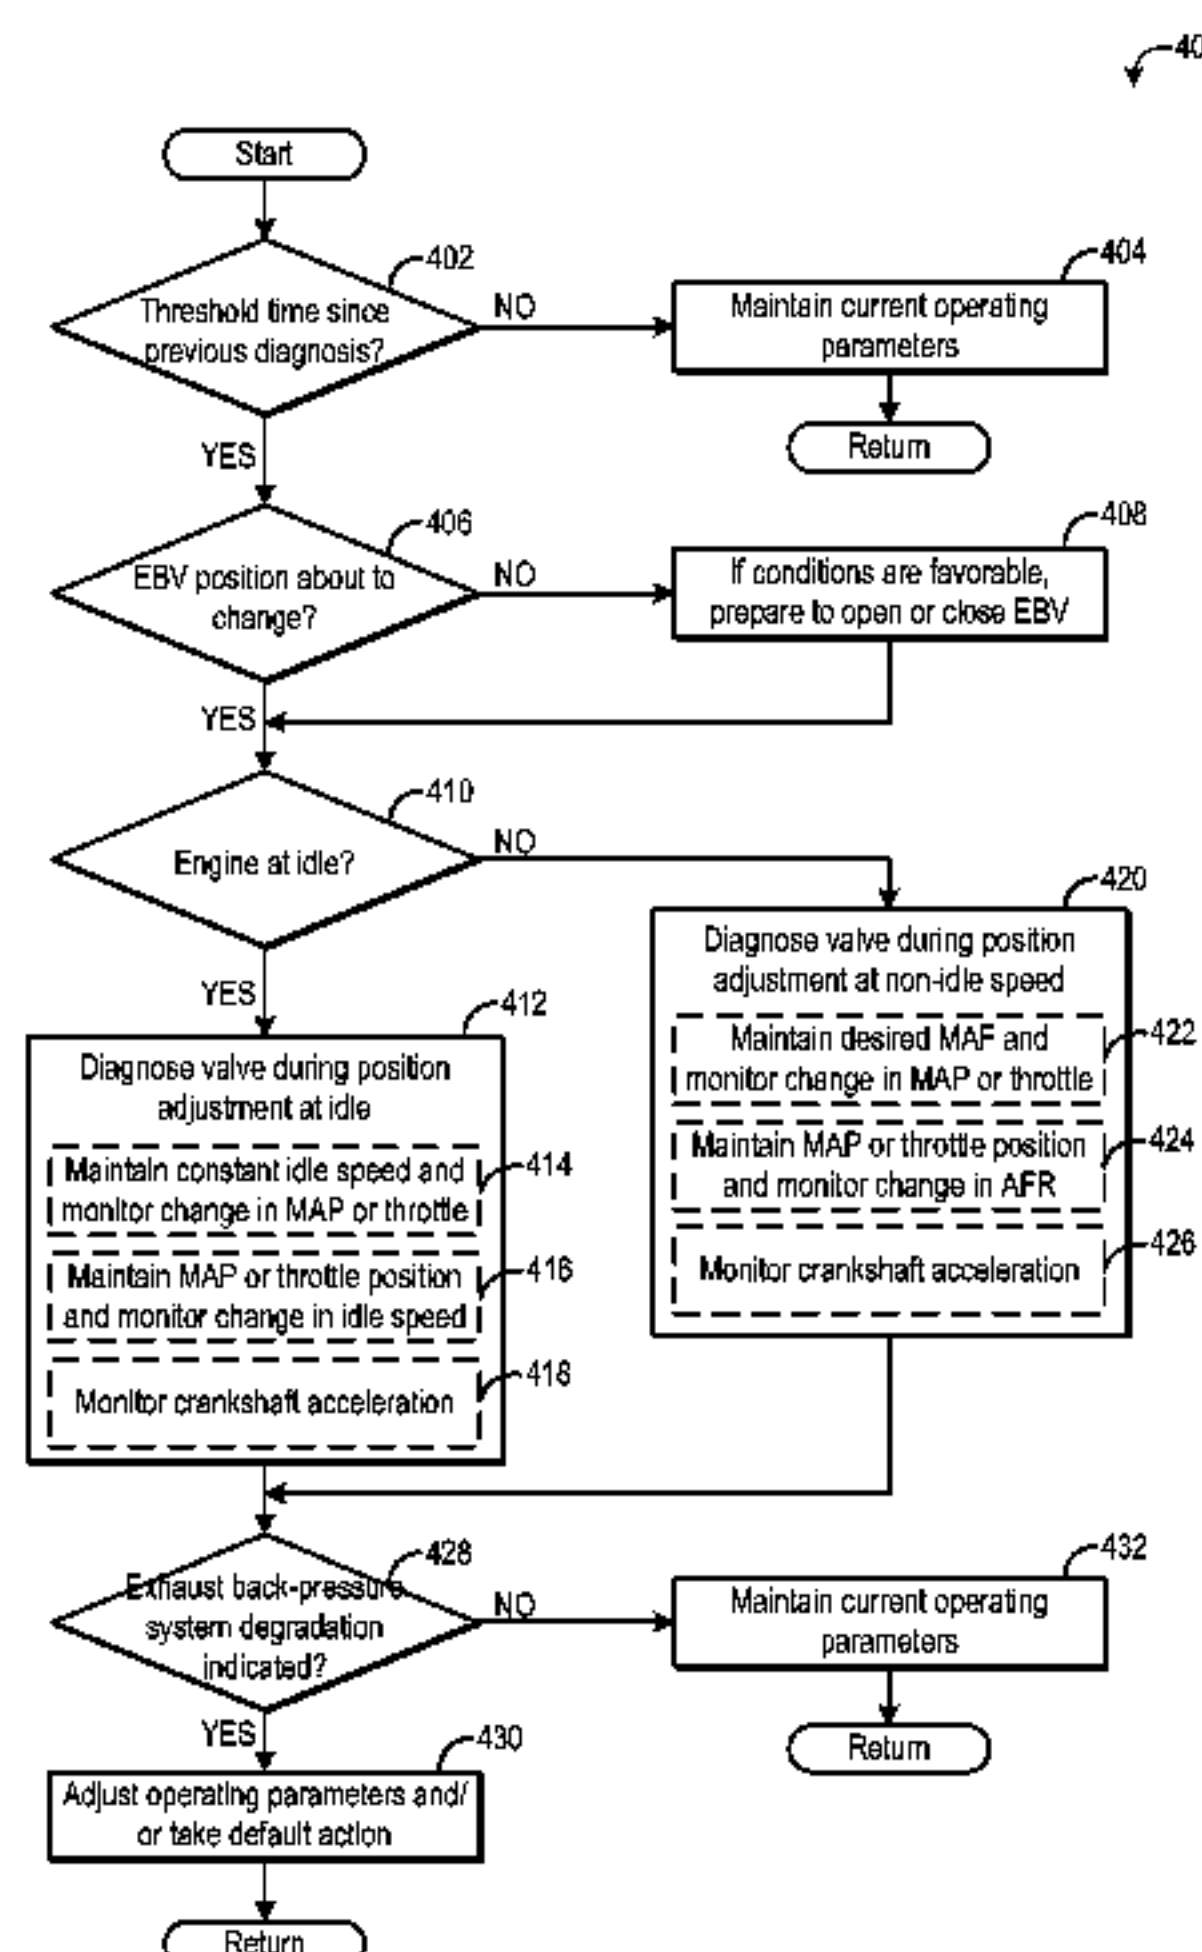 40
Start
402
Threshold time since
previous diagnosis?
NO
404
Maintain current operating
parameters
Return
YES
406
EBV position about to
change?
NO
408
If conditions are favorable,
prepare to open or close EBV
YES
410
Engine at idle?
NO
420
Diagnose valve during position
adjustment at non-idle speed
Maintain desired MAF and
monitor change in MAP or throttle
422
Maintain MAP or throttle position
and monitor change in AFR
424
Monitor crankshaft acceleration
426
YES
412
Diagnose valve during position
adjustment at idle
Maintain constant idle speed and
monitor change in MAP or throttle
414
Maintain MAP or throttle position
and monitor change in idle speed
416
Monitor crankshaft acceleration
418
428
Exhaust back-pressure
system degradation
indicated?
NO
432
Maintain current operating
parameters
Return
YES
430
Adjust operating parameters and/
or take default action
Return